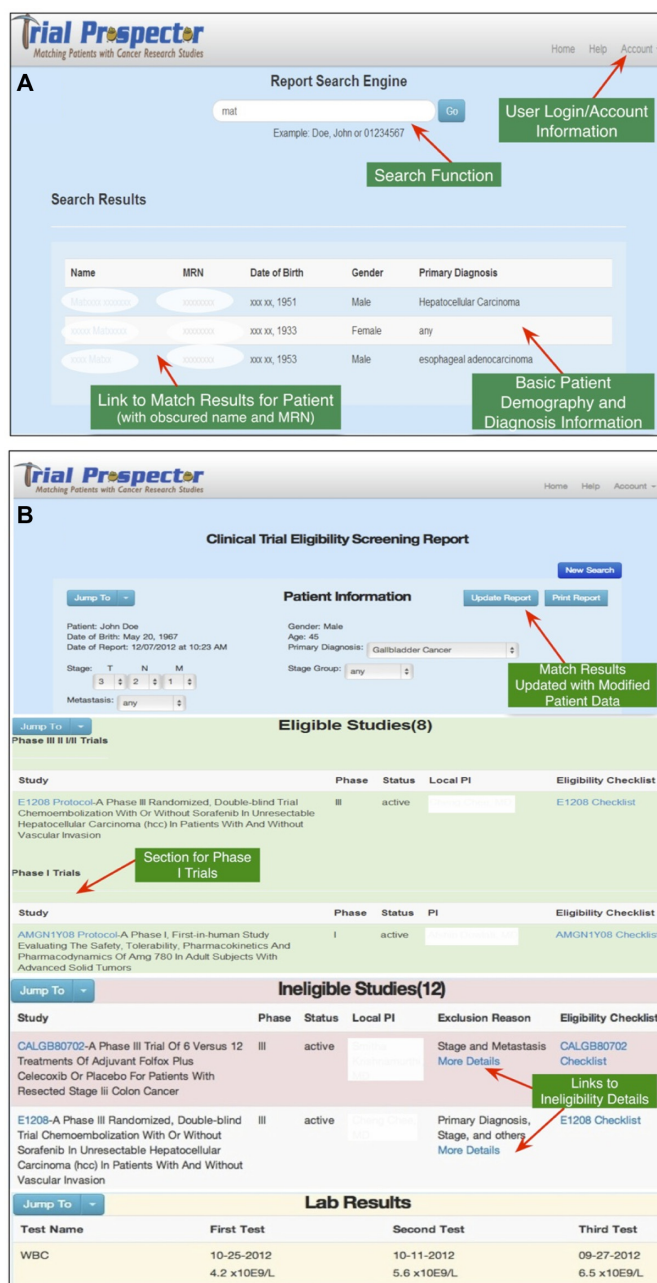 Trial Prospector
Matching Patients with Cancer Research Studies
Home Help Account
A
Report Search Engine
mat
Go
Example: Doe, John or 01234567
User Login/Account
Information
Search Function
Search Results
Name MRN Date of Birth Gender Primary Diagnosis
xxx xx, 1951 Male Hepatocellular Carcinoma
xxx xx, 1933 Female any
xxx xx, 1953 Male esophageal adenocarcinoma
Link to Match Results for Patient
(with obscured name and MRN)
Basic Patient
Demography and
Diagnosis Information
Trial Prospector
Matching Patients with Cancer Research Studies
Home Help Account
B
Clinical Trial Eligibility Screening Report
New Search
Jump To
Patient Information
Update Report Print Report
Patient: John Doe
Date of Brith: May 20, 1967
Date of Report: 12/07/2012 at 10:23 AM
Gender: Male
Age: 45
Primary Diagnosis: Gallbladder Cancer
Stage: T N M
3 2 1
Stage Group: any
Metastasis: any
Match Results
Updated with Modified
Patient Data
Jump To
Eligible Studies(8)
Phase III II I/II Trials
Study Phase Status Local PI Eligibility Checklist
E1208 Protocol-A Phase III Randomized, Double-blind Trial III active E1208 Checklist
Chemoembolization With Or Without Sorafenib In Unresectable
Hepatocellular Carcinoma (hcc) In Patients With And Without
Vascular Invasion
Section for Phase
I Trials
Phase I Trials
Study Phase Status PI Eligibility Checklist
AMGN1Y08 Protocol-A Phase I, First-in-human Study I active AMGN1Y08 Checklis
Evaluating The Safety, Tolerability, Pharmacokinetics And
Pharmacodynamics Of Amg 780 In Adult Subjects With
Advanced Solid Tumors
Jump To
Ineligible Studies(12)
Study Phase Status Local PI Exclusion Reason Eligibility Checklist
CALGB80702-A Phase III Trial Of 6 Versus 12 III active Stage and Metastasis CALGB80702
Treatments Of Adjuvant Folfox Plus More Details Checklist
Celecoxib Or Placebo For Patients With
Resected Stage Iii Colon Cancer
Links to
Ineligibility Details
E1208-A Phase III Randomized, Double-blind III active Primary Diagnosis, E1208 Checklist
Trial Chemoembolization With Or Without Stage, and others
Sorafenib In Unresectable Hepatocellular More Details
Carcinoma (hcc) In Patients With And Without
Vascular Invasion
Jump To
Lab Results
Test Name First Test Second Test Third Test
WBC 10-25-2012 10-11-2012 09-27-2012
4.2 x10E9/L 5.6 x10E9/L 6.5 x10E9/L